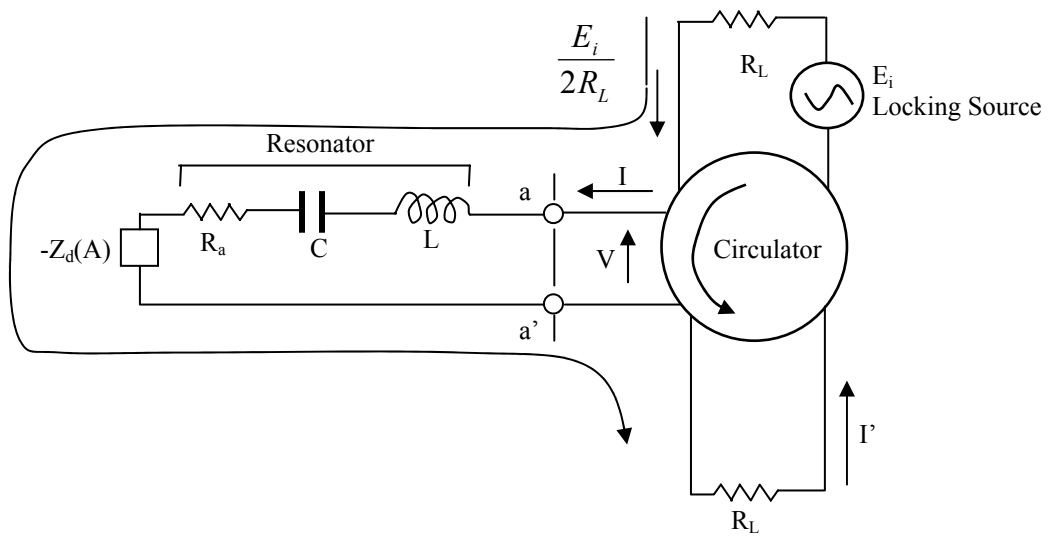 E_i
2R_L
R_L
E_i
Locking Source
Resonator
a
I
-Z_d(A)
R_a
C
L
V
Circulator
a’
I’
R_L